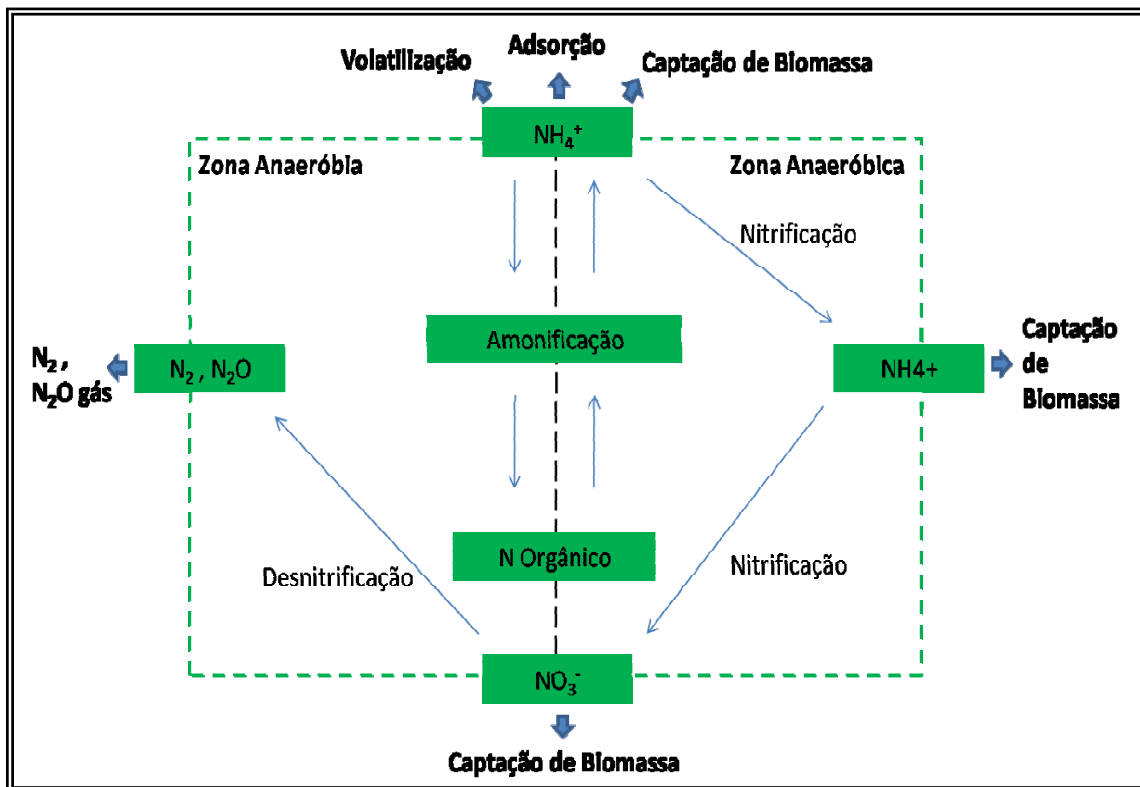 Adsorção
Volatilização
Captação de Biomassa
NH₄⁺
Zona Anaeróbia
Zona Anaeróbica
Nitrificação
Amonificação
N₂ ,
N₂O gás
N₂ , N₂O
NH4+
Captação
de
Biomassa
N Orgânico
Desnitrificação
Nitrificação
NO₃⁻
Captação de Biomassa